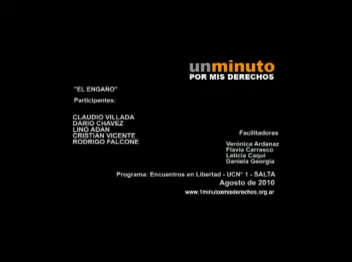 unminuto
POR MIS DERECHOS
"EL ENGAÑO"
Participantes:
CLAUDIO VILLADA
DARIO CHAVEZ
LINO ADAN
CRISTIAN VICENTE
RODRIGO FALCONE
Facilitadoras
Verónica Ardanaz
Flavia Carrasco
Leticia Caqui
Daniela Georgia
Programa: Encuentros en Libertad - UCN° 1 - SALTA
Agosto de 2010
www.1minutoxmisderechos.org.ar